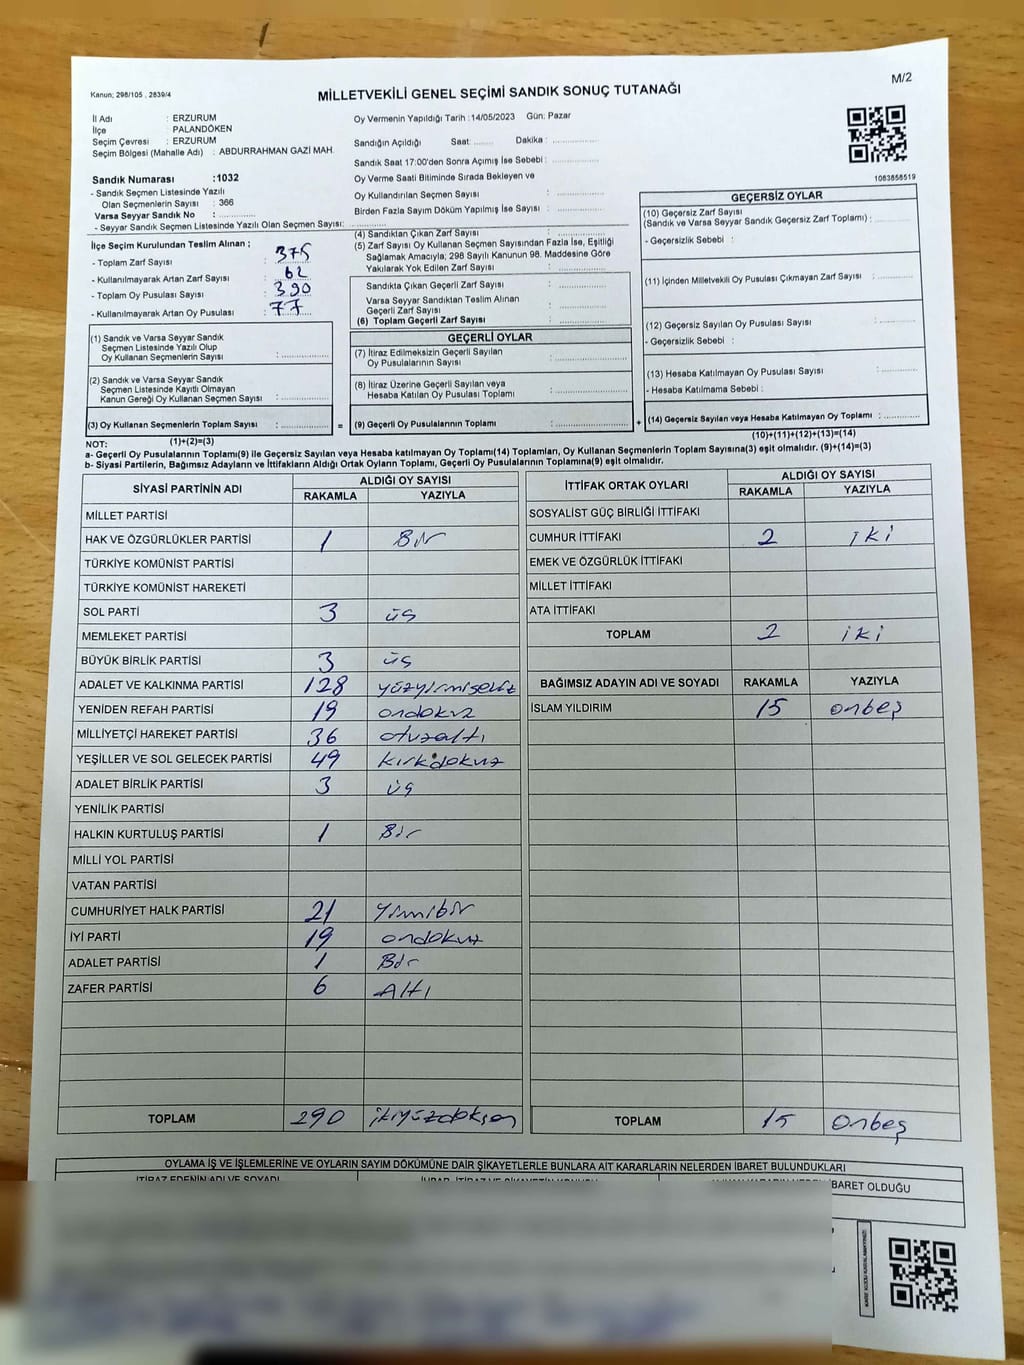 Kanun; 298/105 , 2839/4
MİLLETVEKİLİ GENEL SEÇİMİ SANDIK SONUÇ TUTANAĞI
M/2
İl Adı : ERZURUM
İlçe : PALANDÖKEN
Seçim Çevresi : ERZURUM
Seçim Bölgesi (Mahalle Adı) : ABDURRAHMAN GAZİ MAH.
Sandık Numarası :1032
- Sandık Seçmen Listesinde Yazılı
Olan Seçmenlerin Sayısı : 366
Varsa Seyyar Sandık No :
- Seyyar Sandık Seçmen Listesinde Yazılı Olan Seçmen Sayısı:
İlçe Seçim Kurulundan Teslim Alınan ;
- Toplam Zarf Sayısı : 375
- Kullanılmayarak Artan Zarf Sayısı : 62
- Toplam Oy Pusulası Sayısı : 390
- Kullanılmayarak Artan Oy Pusulası : 77
(1) Sandık ve Varsa Seyyar Sandık
Seçmen Listesinde Yazılı Olup
Oy Kullanan Seçmenlerin Sayısı :
(2) Sandık ve Varsa Seyyar Sandık
Seçmen Listesinde Kayıtlı Olmayan
Kanun Gereği Oy Kullanan Seçmen Sayısı :
(3) Oy Kullanan Seçmenlerin Toplam Sayısı : =
Oy Vermenin Yapıldığı Tarih :14/05/2023 Gün: Pazar
Sandığın Açıldığı Saat Dakika :
Sandık Saat 17:00'den Sonra Açımış İse Sebebi :
Oy Verme Saati Bitiminde Sırada Bekleyen ve
Oy Kullandırılan Seçmen Sayısı :
Birden Fazla Sayım Döküm Yapılmış İse Sayısı :
(4) Sandıktan Çıkan Zarf Sayısı :
(5) Zarf Sayısı Oy Kullanan Seçmen Sayısından Fazla İse, Eşitliği
Sağlamak Amacıyla; 298 Sayılı Kanunun 98. Maddesine Göre
Yakılarak Yok Edilen Zarf Sayısı :
Sandıkta Çıkan Geçerli Zarf Sayısı :
Varsa Seyyar Sandıktan Teslim Alınan
Geçerli Zarf Sayısı :
(6) Toplam Geçerli Zarf Sayısı :
GEÇERLİ OYLAR
(7) İtiraz Edilmeksizin Geçerli Sayılan
Oy Pusulalarının Sayısı :
(8) İtiraz Üzerine Geçerli Sayılan veya
Hesaba Katılan Oy Pusulası Toplamı :
(9) Geçerli Oy Pusulalarının Toplamı : +
1063858519
GEÇERSİZ OYLAR
(10) Geçersiz Zarf Sayısı
(Sandık ve Varsa Seyyar Sandık Geçersiz Zarf Toplamı) :
- Geçersizlik Sebebi :
(11) İçinden Milletvekili Oy Pusulası Çıkmayan Zarf Sayısı :
(12) Geçersiz Sayılan Oy Pusulası Sayısı :
- Geçersizlik Sebebi :
(13) Hesaba Katılmayan Oy Pusulası Sayısı :
- Hesaba Katılmama Sebebi :
(14) Geçersiz Sayılan veya Hesaba Katılmayan Oy Toplamı :
NOT: (1)+(2)=(3) (10)+(11)+(12)+(13)=(14)
a- Geçerli Oy Pusulasının Toplamı(9) ile Geçersiz Sayılan veya Hesaba katılmayan Oy Toplamı(14) Toplamları, Oy Kullanan Seçmenlerin Toplam Sayısına(3) eşit olmalıdır. (9)+(14)=(3)
b- Siyasi Partilerin, Bağımsız Adayların ve İttifakların Aldığı Ortak Oyların Toplamı, Geçerli Oy Pusulasının Toplamına(9) eşit olmalıdır.
SİYASİ PARTİNİN ADI ALDIĞI OY SAYISI
RAKAMLA YAZIYLA
MİLLET PARTİSİ
HAK VE ÖZGÜRLÜKLER PARTİSİ 1 Bir
TÜRKİYE KOMÜNİST PARTİSİ
TÜRKİYE KOMÜNİST HAREKETİ
SOL PARTİ 3 üç
MEMLEKET PARTİSİ
BÜYÜK BİRLİK PARTİSİ 3 üç
ADALET VE KALKINMA PARTİSİ 128 yüzyirmisekiz
YENİDEN REFAH PARTİSİ 19 ondokuz
MİLLİYETÇİ HAREKET PARTİSİ 36 otuzaltı
YEŞİLLER VE SOL GELECEK PARTİSİ 49 kırkdokuz
ADALET BİRLİK PARTİSİ 3 üç
YENİLİK PARTİSİ
HALKIN KURTULUŞ PARTİSİ 1 Bir
MİLLİ YOL PARTİSİ
VATAN PARTİSİ
CUMHURİYET HALK PARTİSİ 21 Yimibir
İYİ PARTİ 19 ondokuz
ADALET PARTİSİ 1 Bir
ZAFER PARTİSİ 6 Altı
TOPLAM 290 ikiyüzdoksan
İTTİFAK ORTAK OYLARI ALDIĞI OY SAYISI
RAKAMLA YAZIYLA
SOSYALIST GÜÇ BİRLİĞİ İTTİFAKI
CUMHUR İTTİFAKI 2 iki
EMEK VE ÖZGÜRLÜK İTTİFAKI
MİLLET İTTİFAKI
ATA İTTİFAKI
TOPLAM 2 iki
BAĞIMSIZ ADAYIN ADI VE SOYADI RAKAMLA YAZIYLA
İSLAM YILDIRIM 15 onbeş
TOPLAM 15 onbeş
OYLAMA İŞ VE İŞLEMLERİNE VE OYLARIN SAYIM DÖKÜMÜNE DAİR ŞİKAYETLERLE BUNLARA AİT KARARLARIN NELERDEN İBARET BULUNDUKLARI
İTİRAZ EDENİN ADI VE SOYADI
İBARET OLDUĞU